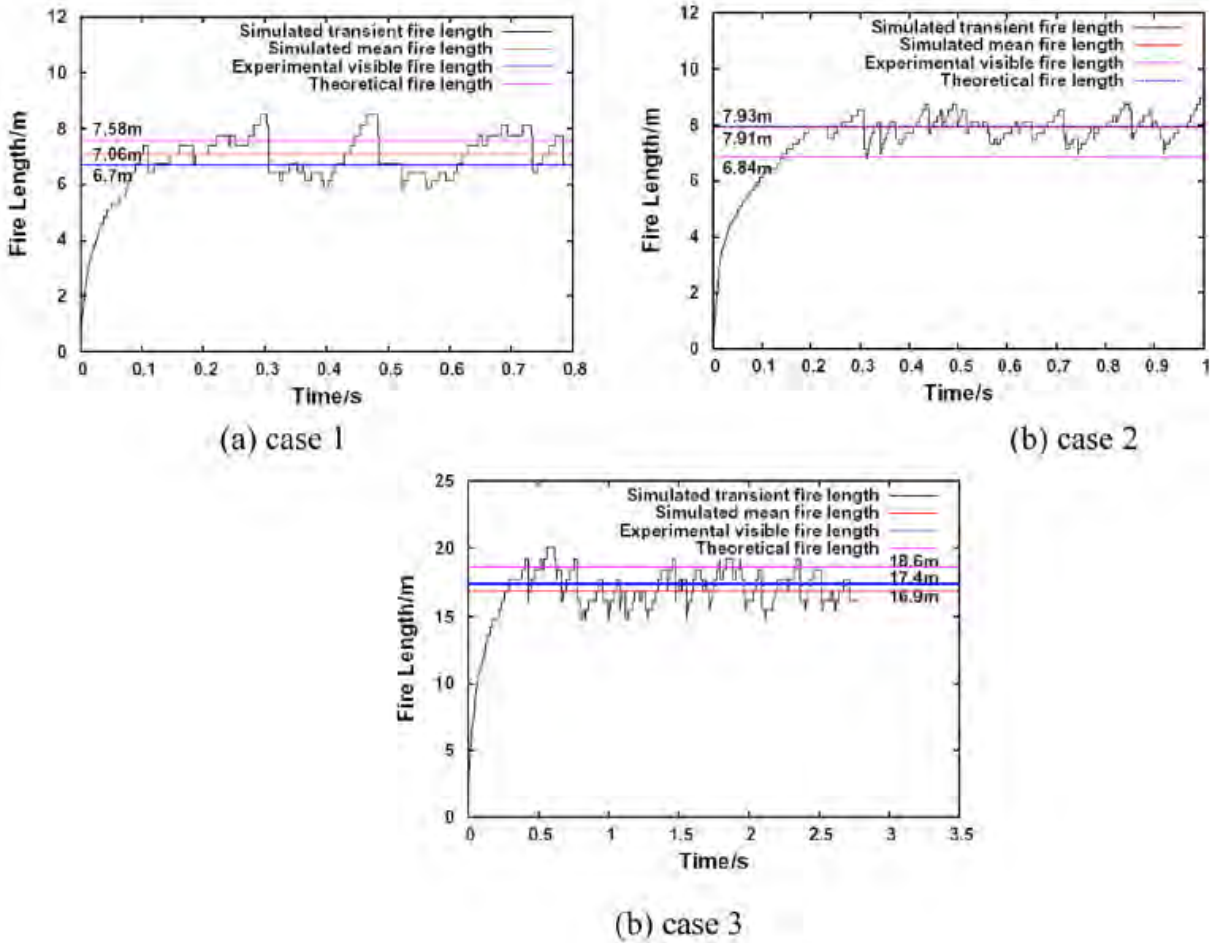 Simulated transient fire length
Simulated mean fire length
Experimental visible fire length
Theoretical fire length
12
10
8
6
4
2
0
7.58m
7.06m
6.7m
Fire Length/m
0 0.1 0.2 0.3 0.4 0.5 0.6 0.7 0.8
Time/s
(a) case 1
Simulated transient fire length
Simulated mean fire length
Experimental visible fire length
Theoretical fire length
12
10
8
6
4
2
0
7.93m
7.91m
6.84m
Fire Length/m
0 0.1 0.2 0.3 0.4 0.5 0.6 0.7 0.8 0.9 1
Time/s
(b) case 2
Simulated transient fire length
Simulated mean fire length
Experimental visible fire length
Theoretical fire length
25
20
15
10
5
0
18.6m
17.4m
16.9m
Fire Length/m
0 0.5 1 1.5 2 2.5 3 3.5
Time/s
(b) case 3